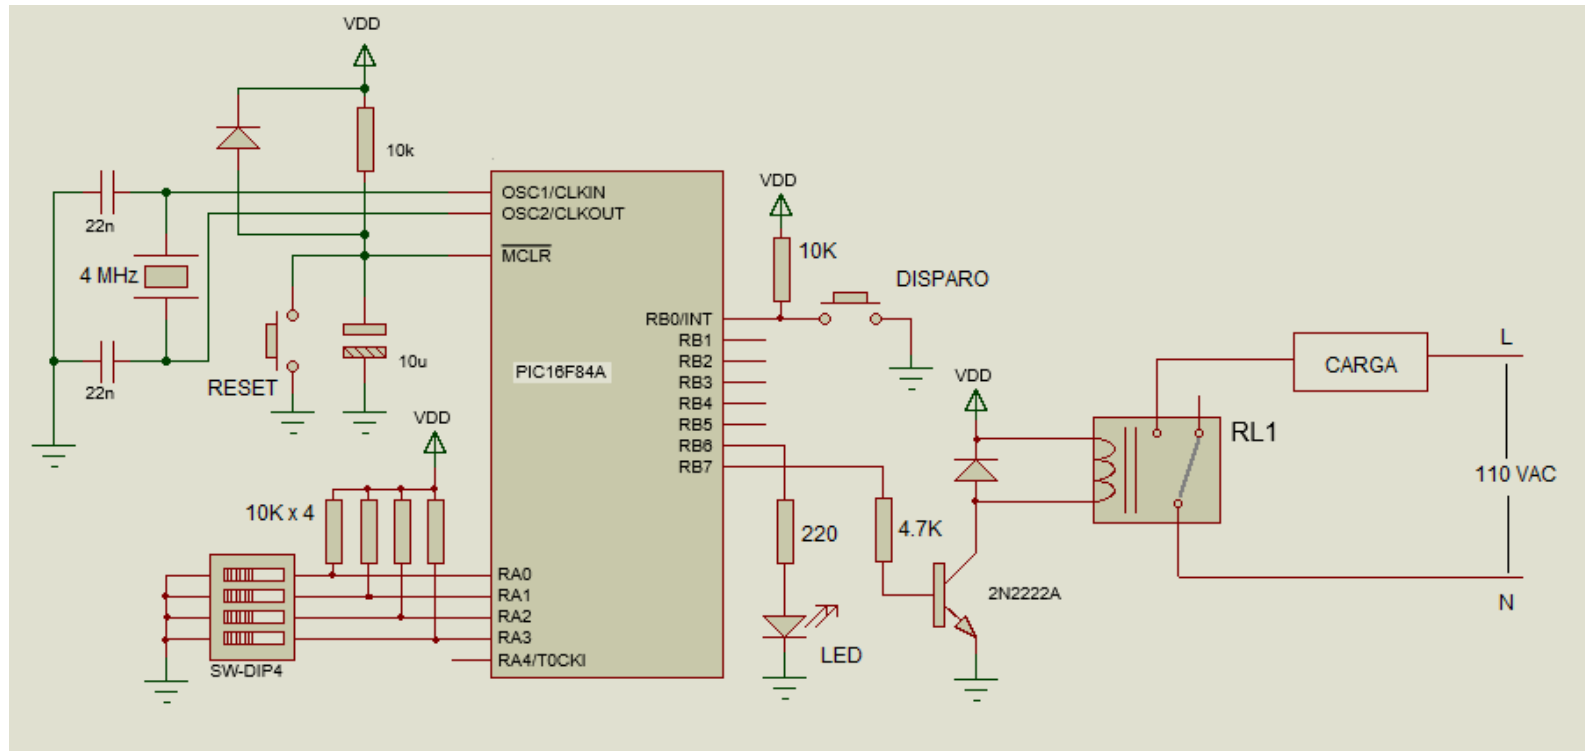 VDD
10k
22n
4 MHz
22n
RESET
10u
OSC1/CLKIN
OSC2/CLKOUT
MCLR
PIC16F84A
RB0/INT
RB1
RB2
RB3
RB4
RB5
RB6
RB7
VDD
10K
DISPARO
VDD
10K x 4
SW-DIP4
RA0
RA1
RA2
RA3
RA4/T0CKI
220
LED
4.7K
2N2222A
VDD
RL1
CARGA
L
110 VAC
N